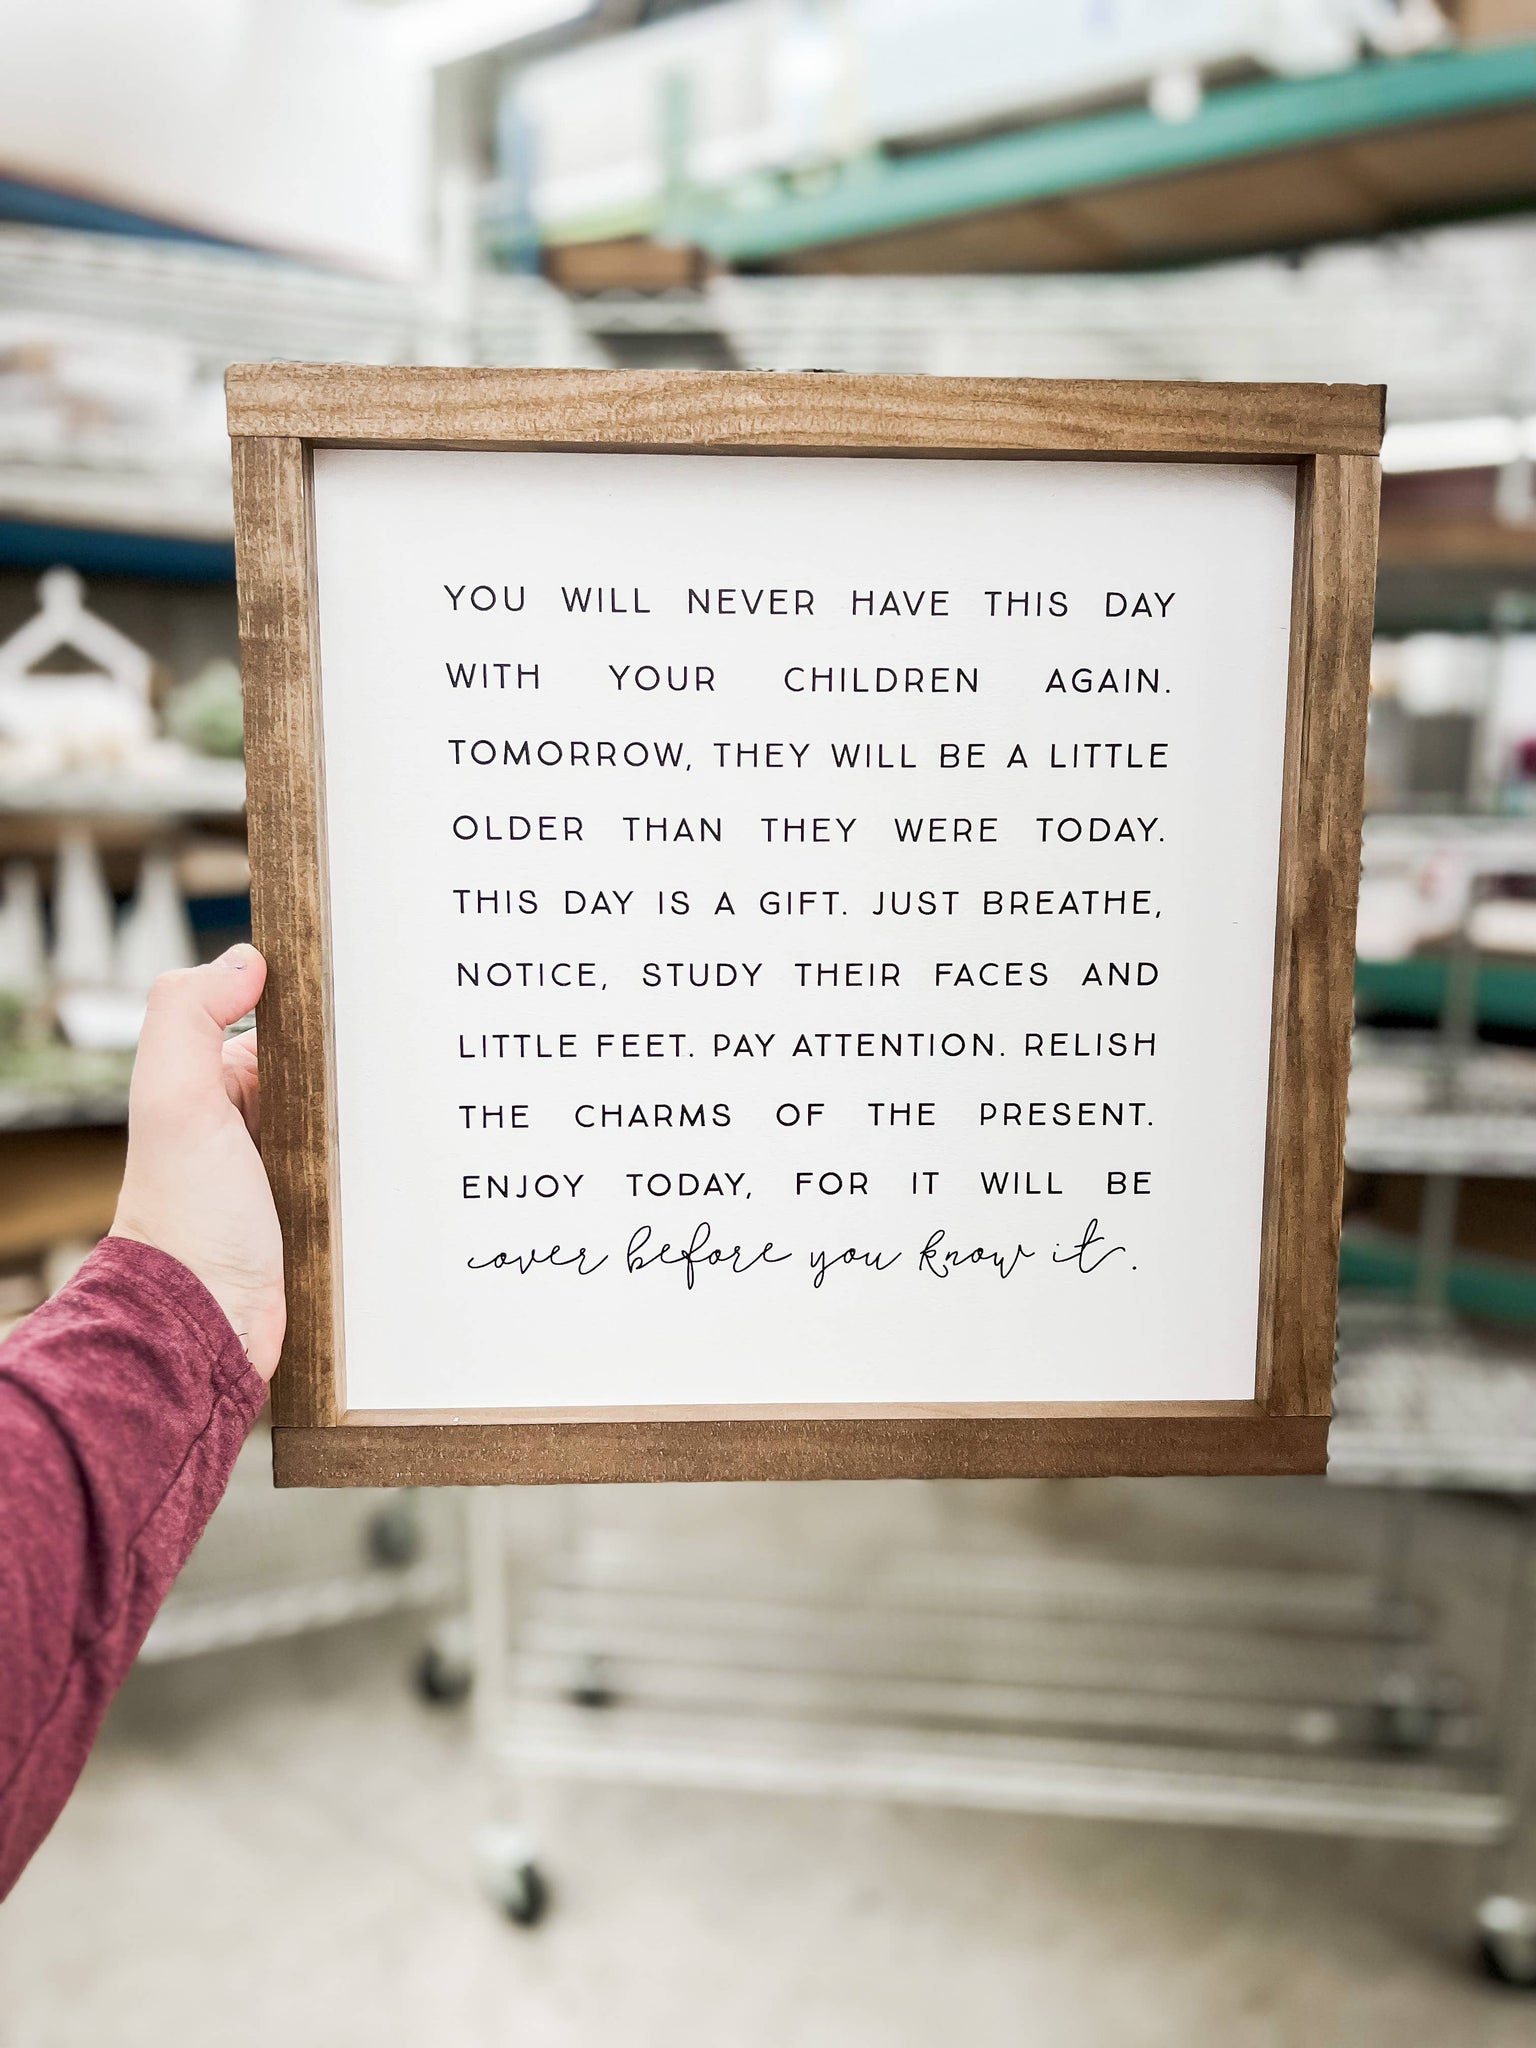 YOU WILL NEVER HAVE THIS DAY
WITH YOUR CHILDREN AGAIN.
TOMORROW, THEY WILL BE A LITTLE
OLDER THAN THEY WERE TODAY.
THIS DAY IS A GIFT. JUST BREATHE,
NOTICE, STUDY THEIR FACES AND
LITTLE FEET. PAY ATTENTION. RELISH
THE CHARMS OF THE PRESENT.
ENJOY TODAY, FOR IT WILL BE
over before you know it.